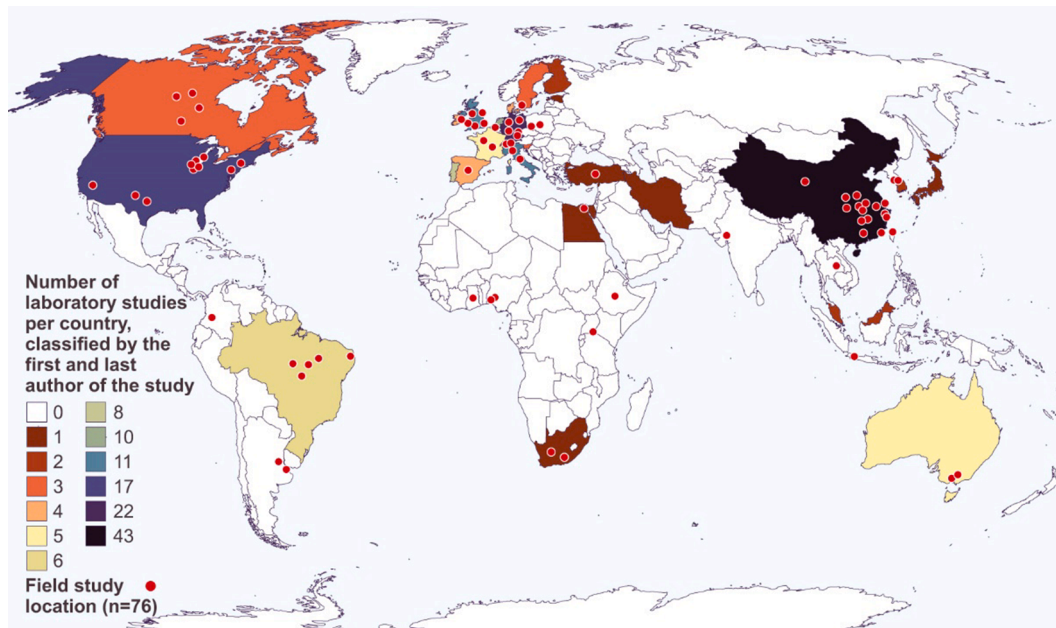 Number of
laboratory studies
per country,
classified by the
first and last
author of the study
0
1
2
3
4
5
6
8
10
11
17
22
43
Field study
location (n=76)